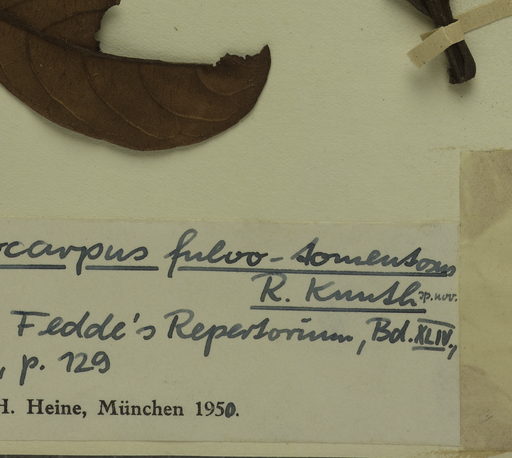 carpus fulvo-tomentosus
R. Knuth sp. nov.
Fedde's Repertorium, Bd. XLIV.,
, p. 129
H. Heine, München 1950.